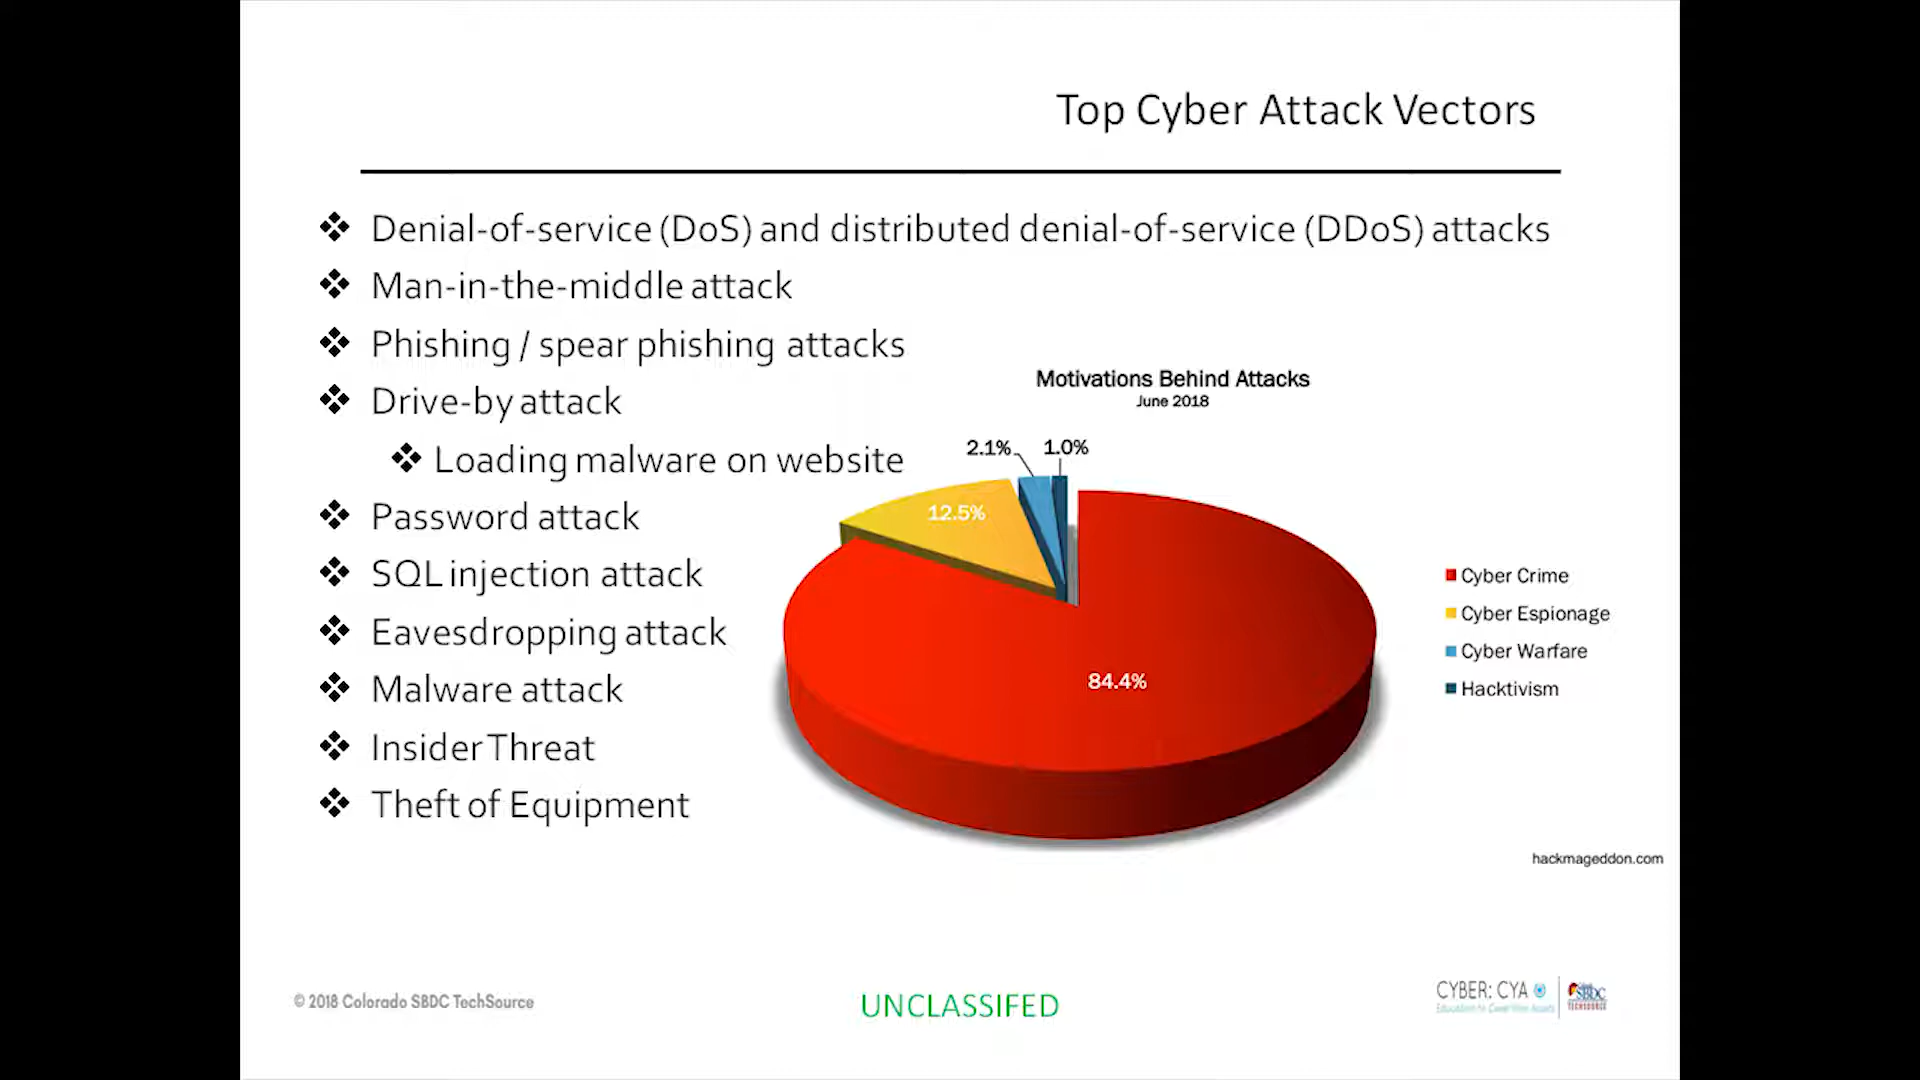 Top Cyber Attack Vectors
Denial-of-service (DoS) and distributed denial-of-service (DDoS) attacks
Man-in-the-middle attack
Phishing / spear phishing attacks
Drive-by attack
Loading malware on website
Password attack
SQL injection attack
Eavesdropping attack
Malware attack
Insider Threat
Theft of Equipment
Motivations Behind Attacks
June 2018
2.1%
1.0%
12.5%
84.4%
Cyber Crime
Cyber Espionage
Cyber Warfare
Hacktivism
hackmageddon.com
© 2018 Colorado SBDC TechSource
UNCLASSIFED
CYBER: CYA
SBDC
TECHSOURCE